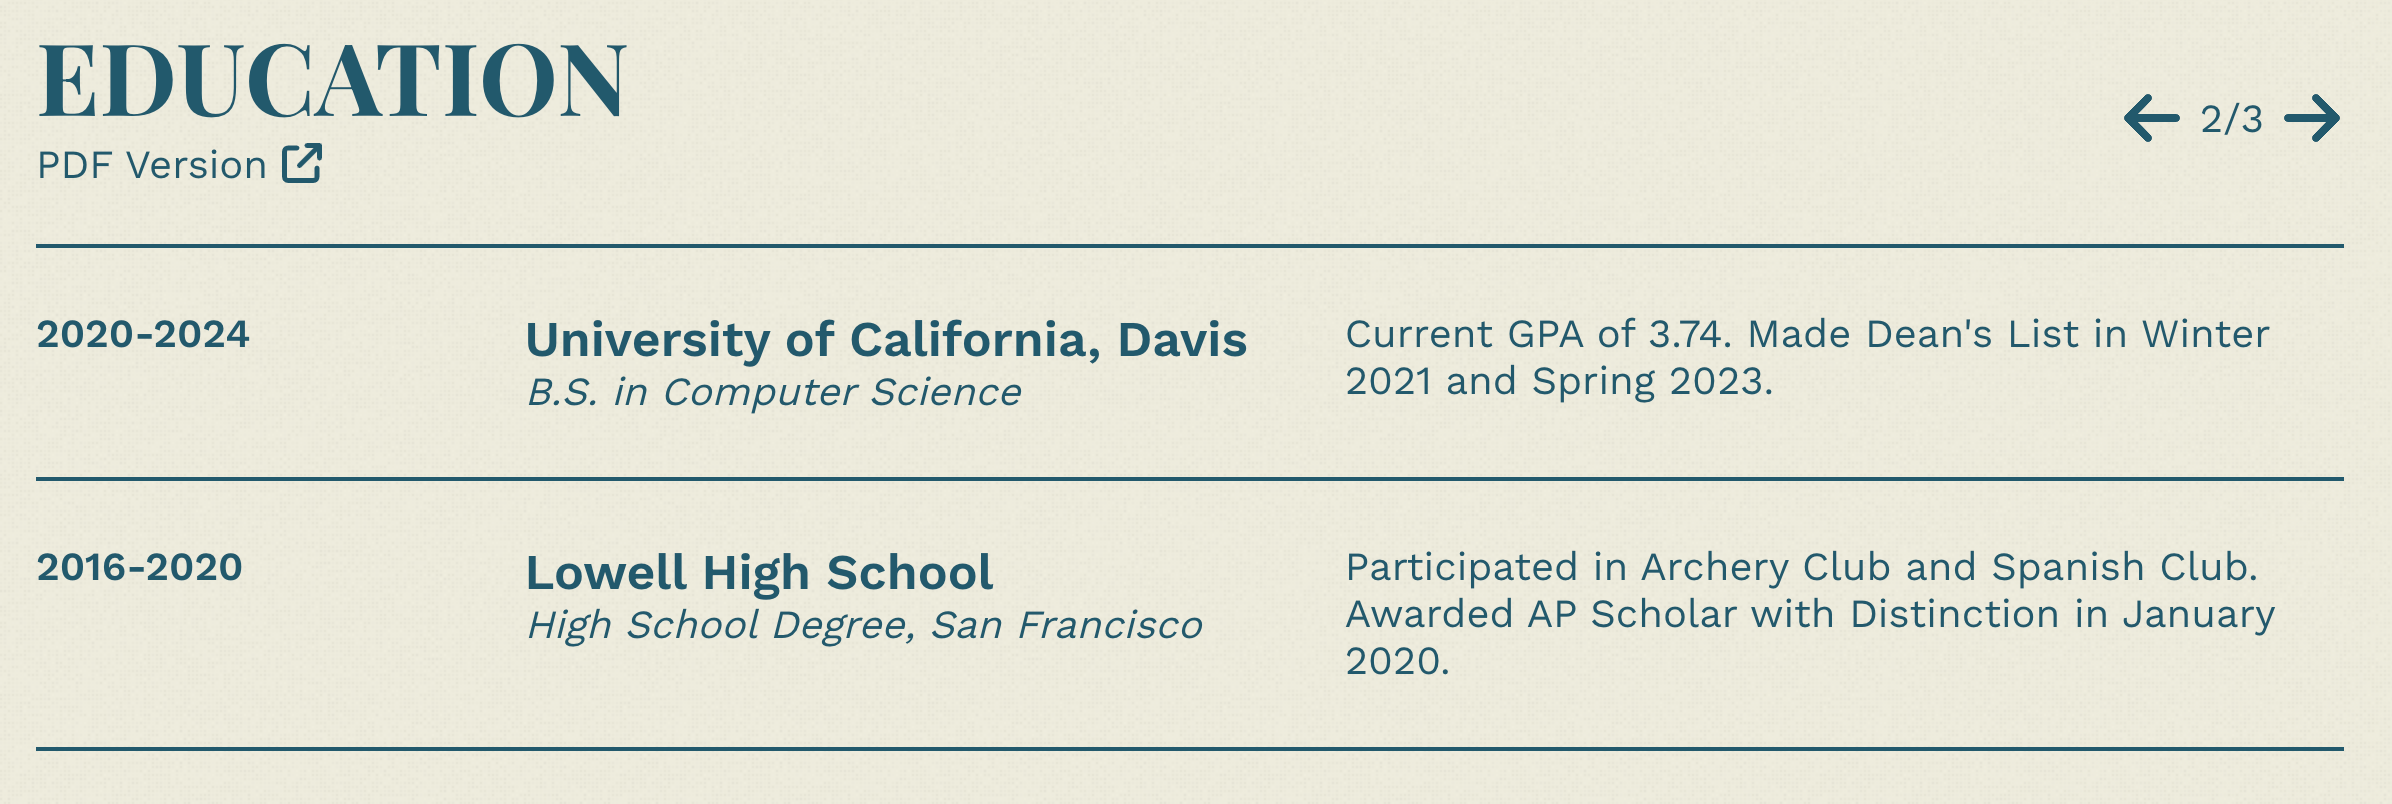 EDUCATION
PDF Version
2/3
2020-2024
University of California, Davis
B.S. in Computer Science
Current GPA of 3.74. Made Dean's List in Winter
2021 and Spring 2023.
2016-2020
Lowell High School
High School Degree, San Francisco
Participated in Archery Club and Spanish Club.
Awarded AP Scholar with Distinction in January
2020.